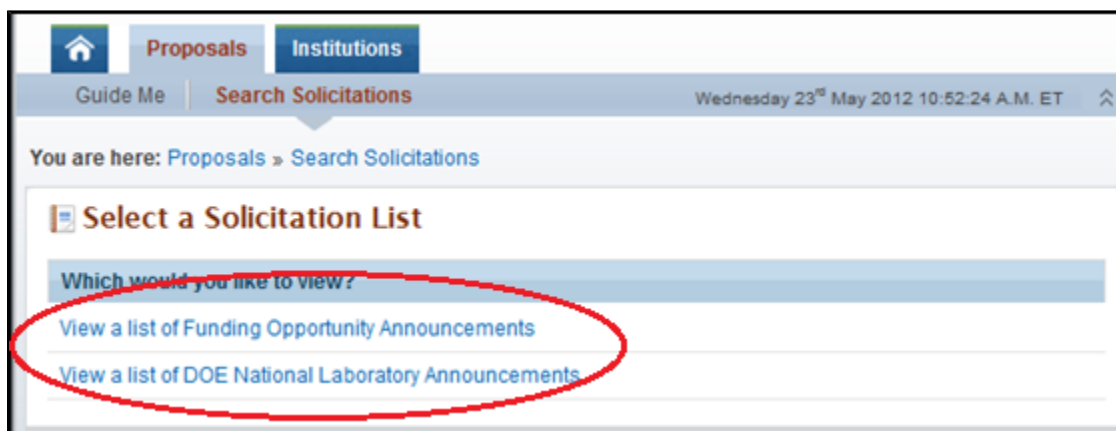 Proposals Institutions
Guide Me Search Solicitations Wednesday 23rd May 2012 10:52:24 A.M. ET
You are here: Proposals » Search Solicitations
Select a Solicitation List
Which would you like to view?
View a list of Funding Opportunity Announcements
View a list of DOE National Laboratory Announcements